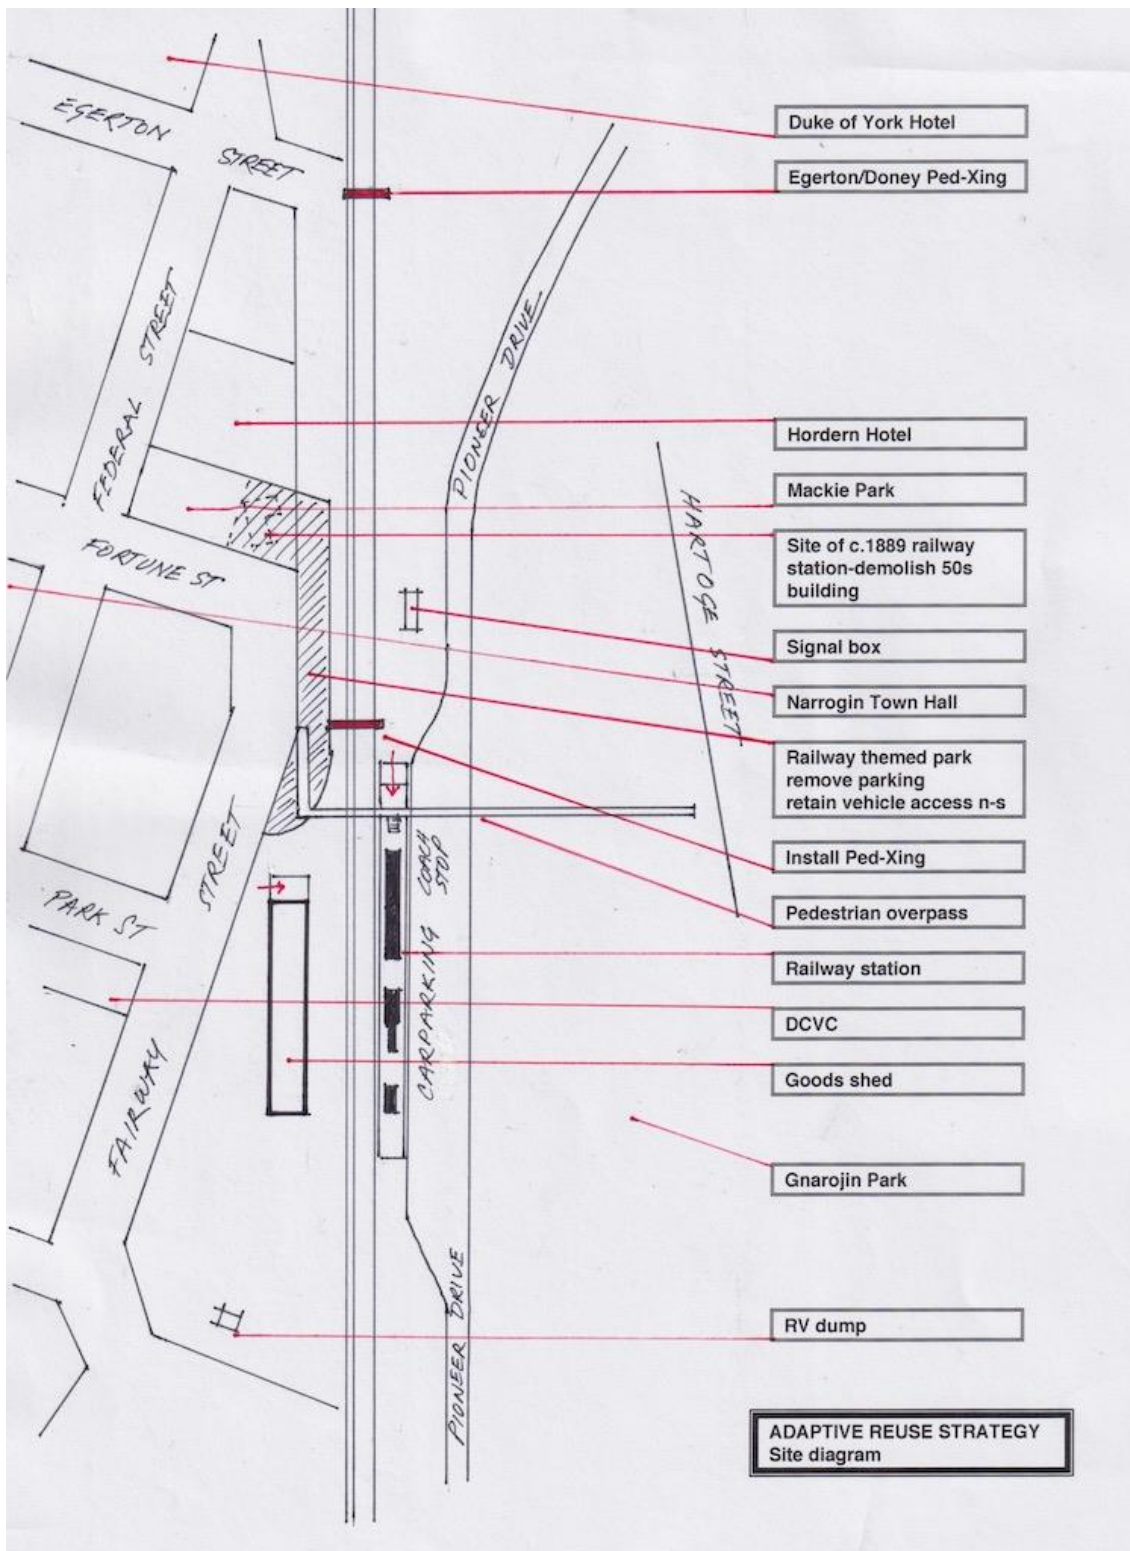 EGERTON
STREET
Duke of York Hotel
Egerton/Doney Ped-Xing
FEDERAL STREET
PIONEER DRIVE
Hordern Hotel
Mackie Park
HARTOGE STREET
Site of c.1889 railway
station-demolish 50s
building
FORTUNE ST
Signal box
Narrogin Town Hall
Railway themed park
remove parking
retain vehicle access n-s
Install Ped-Xing
Pedestrian overpass
COACH
STOP
CARPARKING
PARK ST
Railway station
DCVC
FAIRWAY STREET
Goods shed
Gnarojin Park
PIONEER DRIVE
RV dump
ADAPTIVE REUSE STRATEGY
Site diagram